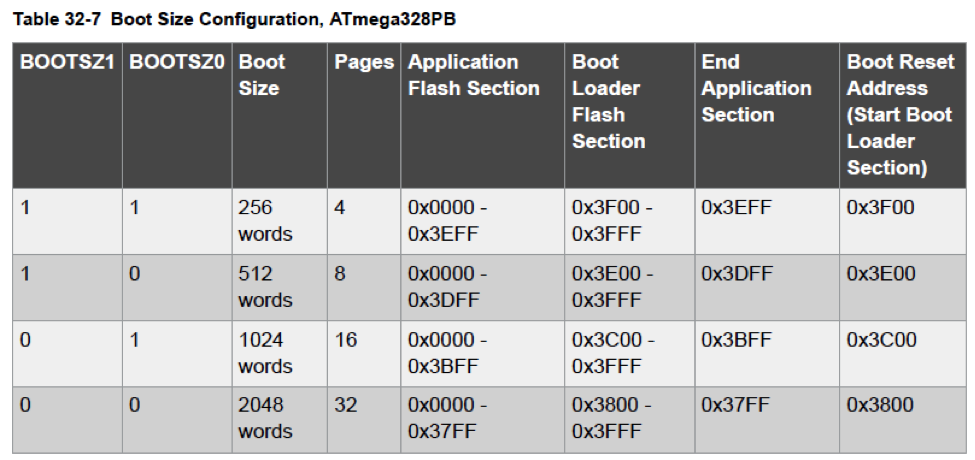 Table 32-7 Boot Size Configuration, ATmega328PB
BOOTSZ1 BOOTSZ0 Boot Size Pages Application Flash Section Boot Loader Flash Section End Application Section Boot Reset Address (Start Boot Loader Section)
1 1 256 words 4 0x0000 - 0x3EFF 0x3F00 - 0x3FFF 0x3EFF 0x3F00
1 0 512 words 8 0x0000 - 0x3DFF 0x3E00 - 0x3FFF 0x3DFF 0x3E00
0 1 1024 words 16 0x0000 - 0x3BFF 0x3C00 - 0x3FFF 0x3BFF 0x3C00
0 0 2048 words 32 0x0000 - 0x37FF 0x3800 - 0x3FFF 0x37FF 0x3800